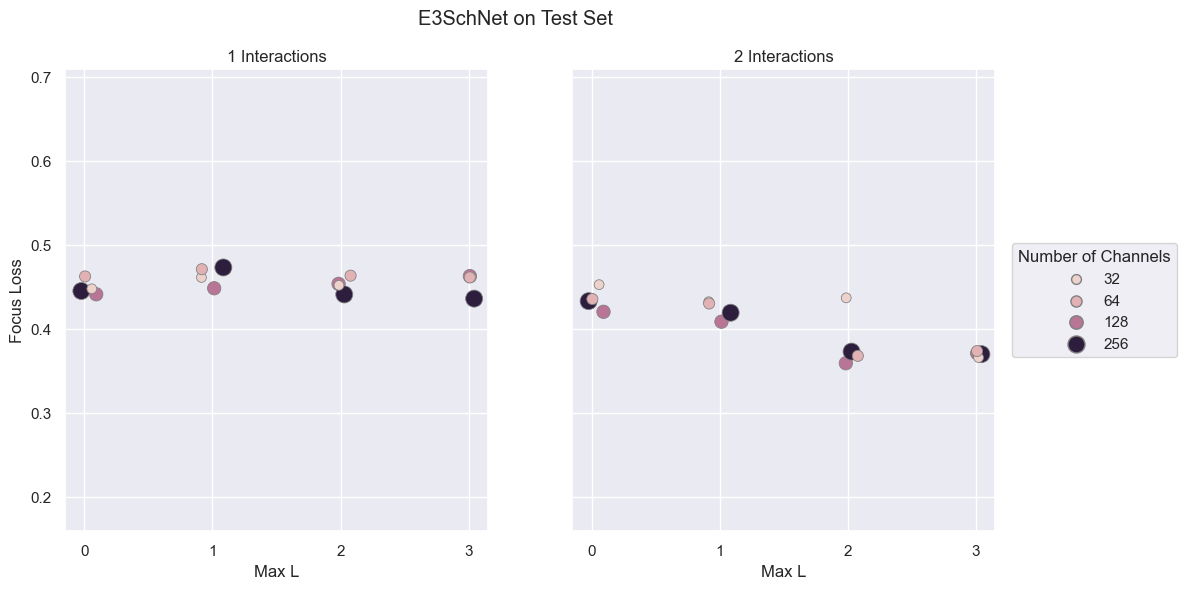 E3SchNet on Test Set
1 Interactions
2 Interactions
0.7
0.6
0.5
0.4
0.3
0.2
Focus Loss
0 1 2 3
Max L
0 1 2 3
Max L
Number of Channels
32
64
128
256